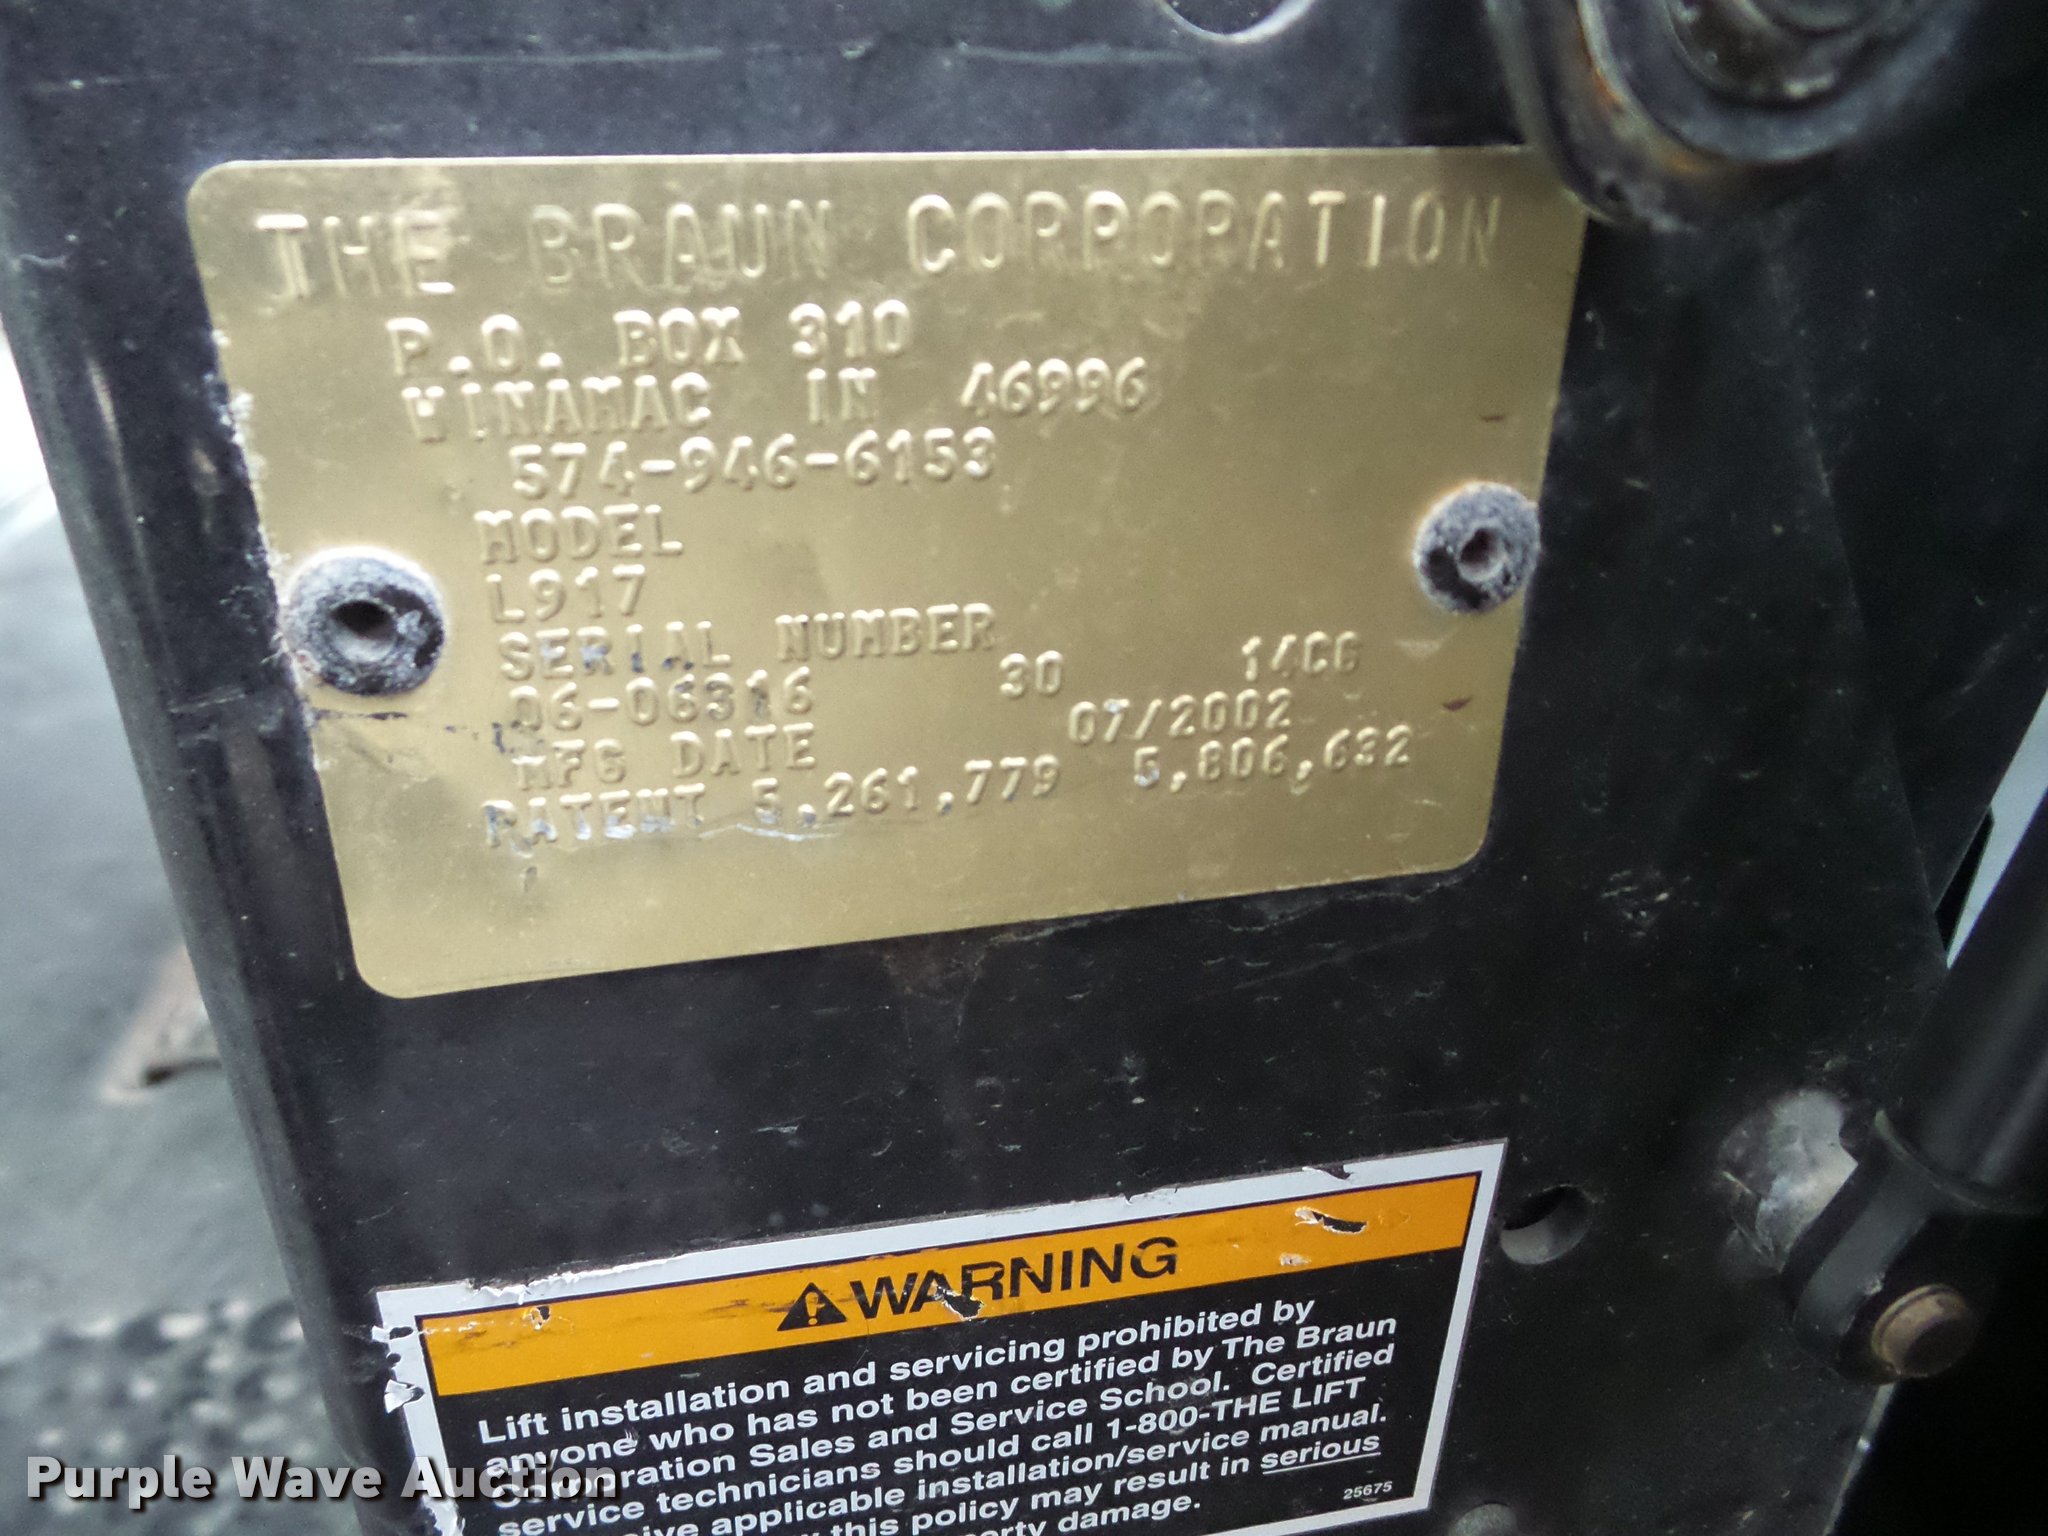 THE BRAUN CORPORATION
P.O. BOX 310
WINAMAC IN 46996
574-946-6153
MODEL
L917
SERIAL NUMBER
06-06316 30 14CG
MFG DATE 07/2002
PATENT 5,261,779 5,806,632
WARNING
Lift installation and servicing prohibited by
anyone who has not been certified by The Braun
Corporation Sales and Service School. Certified
service technicians should call 1-800-THE LIFT
applicable installation/service manual.
this policy may result in serious
damage.
25675
Purple Wave Auction